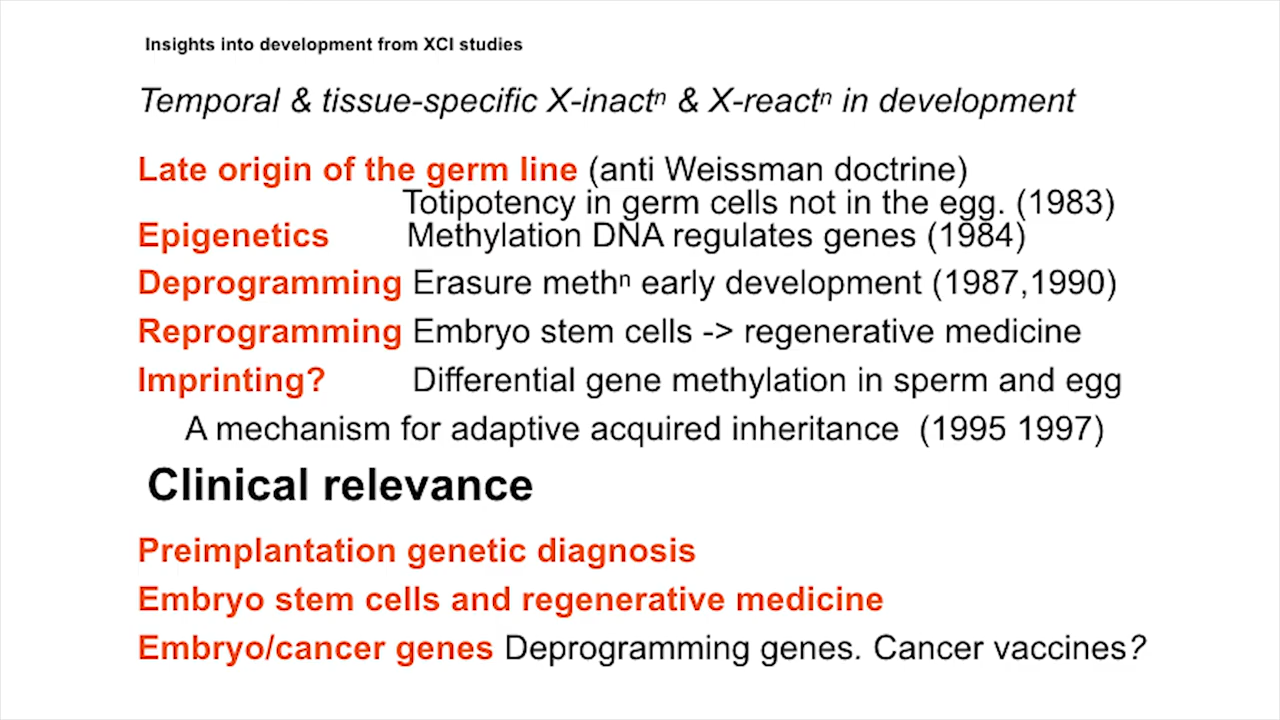 Insights into development from XCI studies
Temporal & tissue-specific X-inactⁿ & X-reactⁿ in development
Late origin of the germ line (anti Weissman doctrine)
Totipotency in germ cells not in the egg. (1983)
Epigenetics Methylation DNA regulates genes (1984)
Deprogramming Erasure methⁿ early development (1987,1990)
Reprogramming Embryo stem cells -> regenerative medicine
Imprinting? Differential gene methylation in sperm and egg
A mechanism for adaptive acquired inheritance (1995 1997)
Clinical relevance
Preimplantation genetic diagnosis
Embryo stem cells and regenerative medicine
Embryo/cancer genes Deprogramming genes. Cancer vaccines?